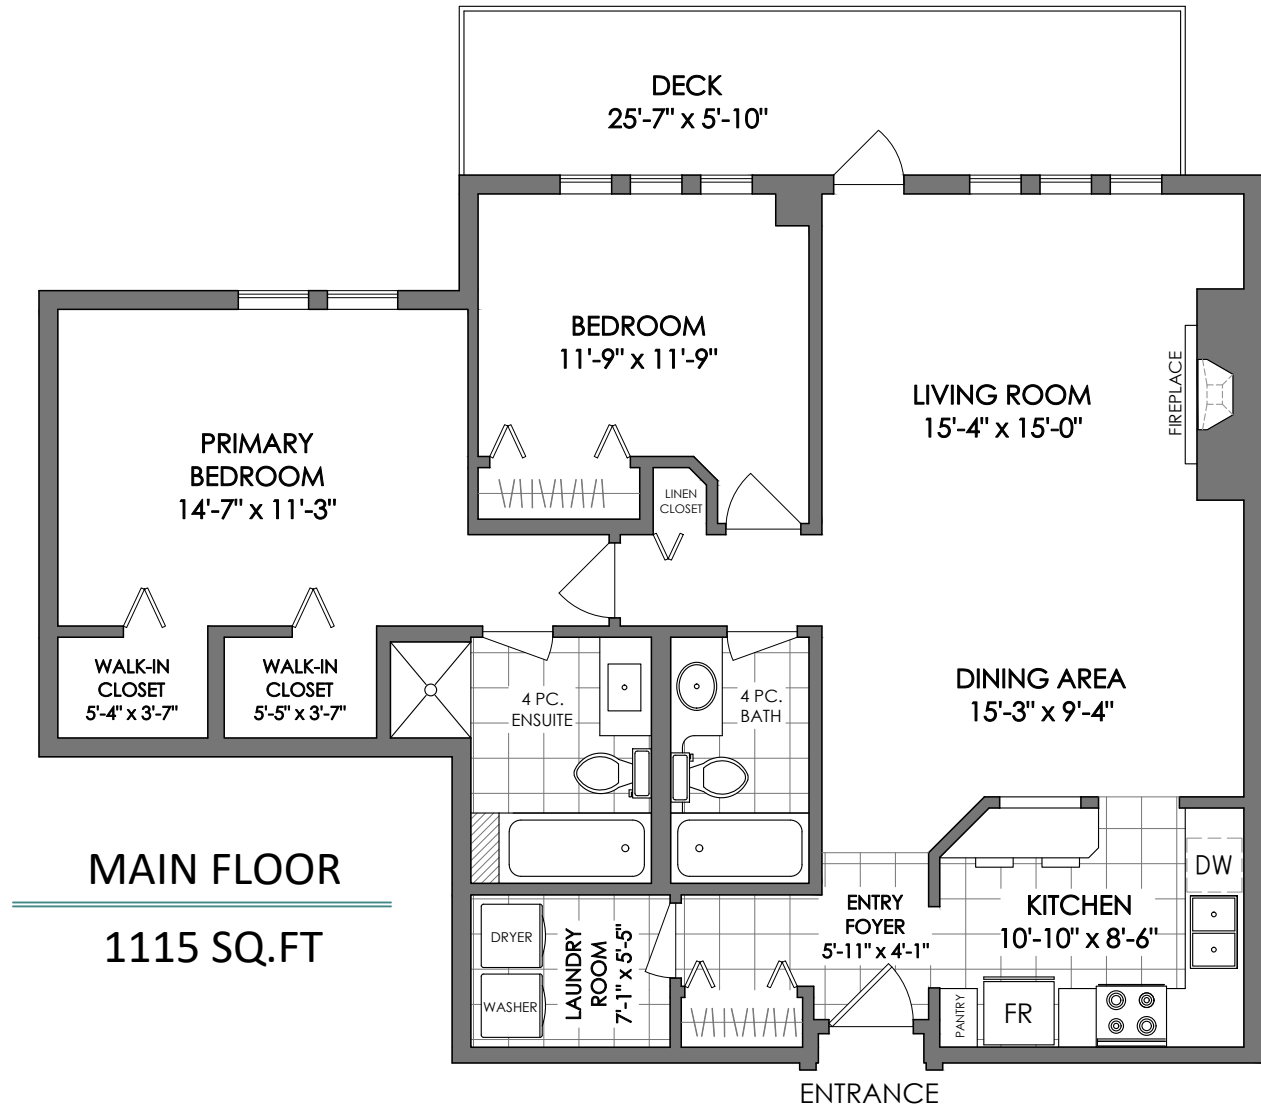 DECK
25'-7" x 5'-10"
BEDROOM
11'-9" x 11'-9"
LIVING ROOM
15'-4" x 15'-0"
FIREPLACE
PRIMARY
BEDROOM
14'-7" x 11'-3"
LINEN
CLOSET
WALK-IN
CLOSET
5'-4" x 3'-7"
WALK-IN
CLOSET
5'-5" x 3'-7"
4 PC.
ENSUITE
4 PC.
BATH
DINING AREA
15'-3" x 9'-4"
MAIN FLOOR
1115 SQ.FT
DRYER
WASHER
LAUNDRY
ROOM
7'-1" x 5'-5"
ENTRY
FOYER
5'-11" x 4'-1"
KITCHEN
10'-10" x 8'-6"
DW
PANTRY
FR
ENTRANCE